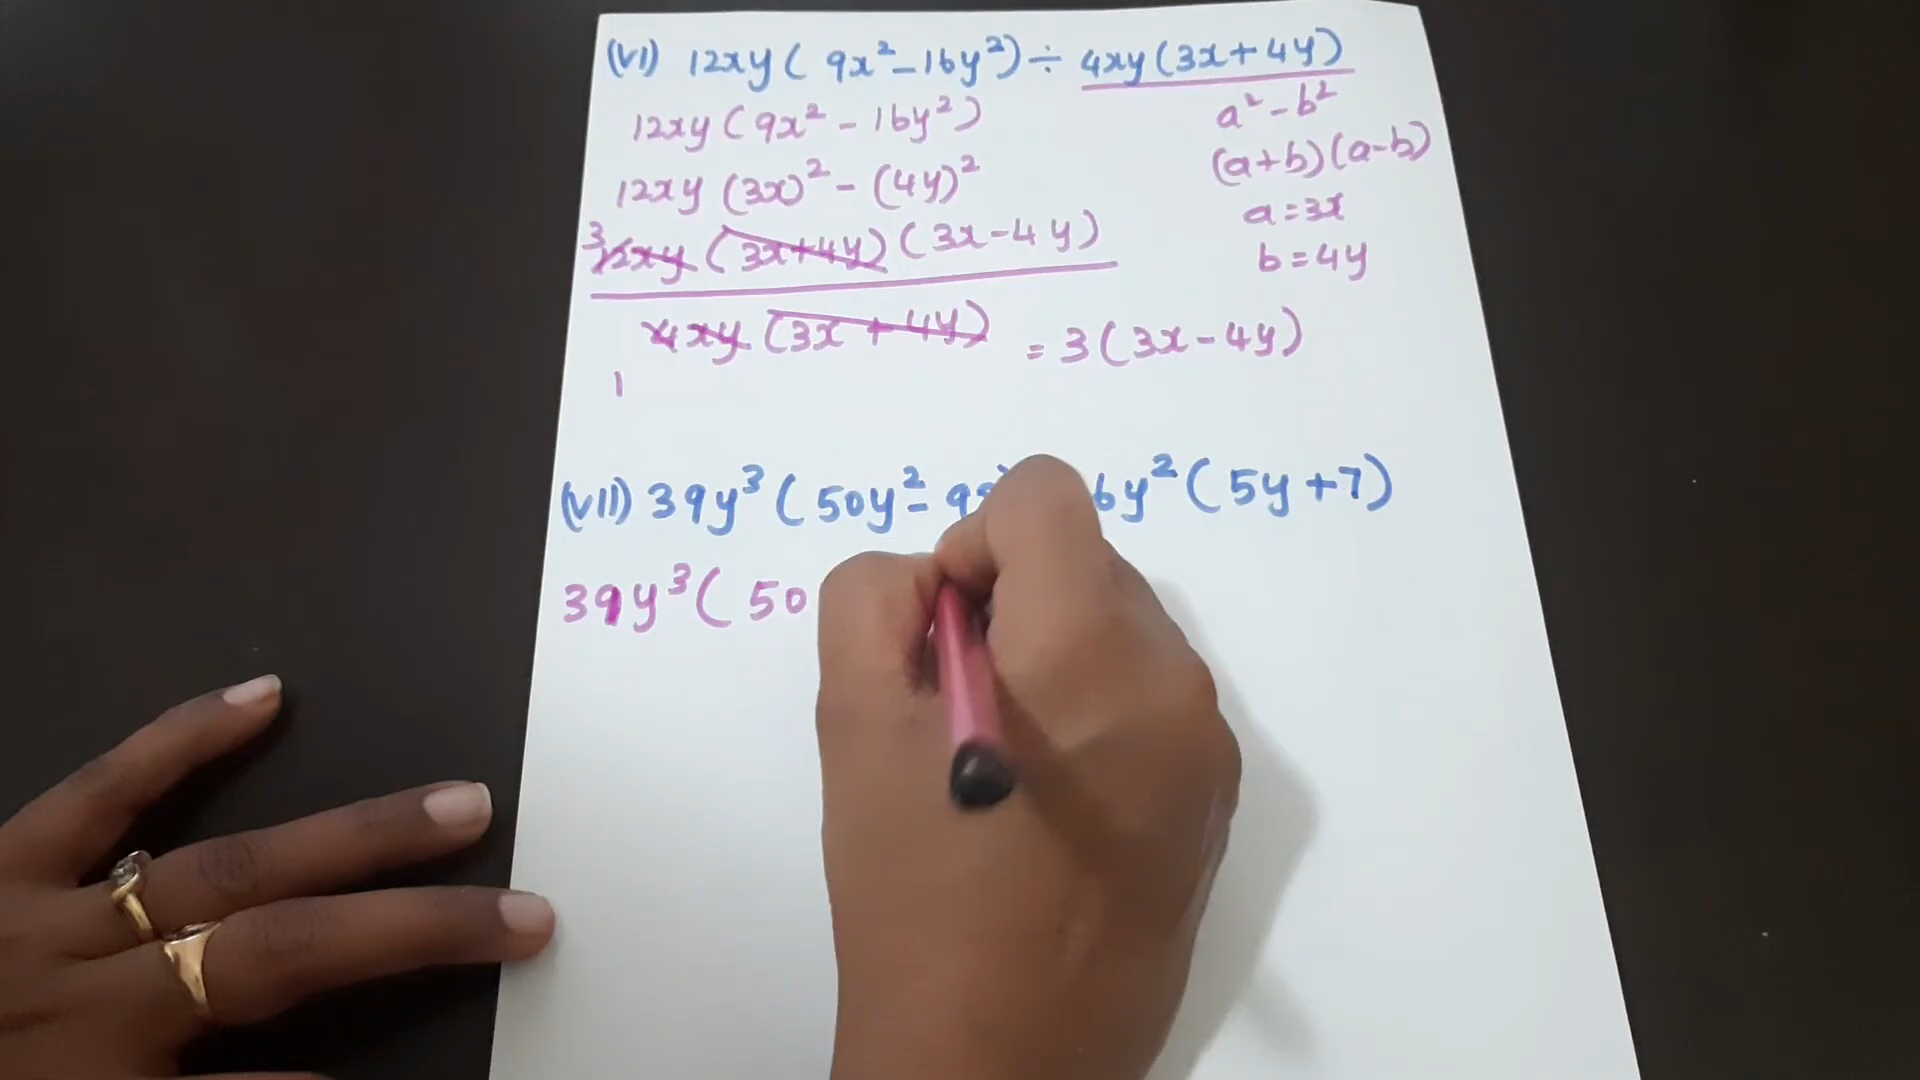 (VI) 12xy ( 9x² - 16y² ) ÷ 4xy (3x + 4y)
12xy ( 9x² - 16y² )
a² - b²
(a+b)(a-b)
12xy (3x)² - (4y)²
a = 3x
3
12xy (3x+4y) (3x-4y)
b = 4y
4xy (3x + 4y) = 3 (3x - 4y)
1
(VII) 39y³ ( 50y² - 9 6y² ( 5y + 7 )
39y³ ( 50